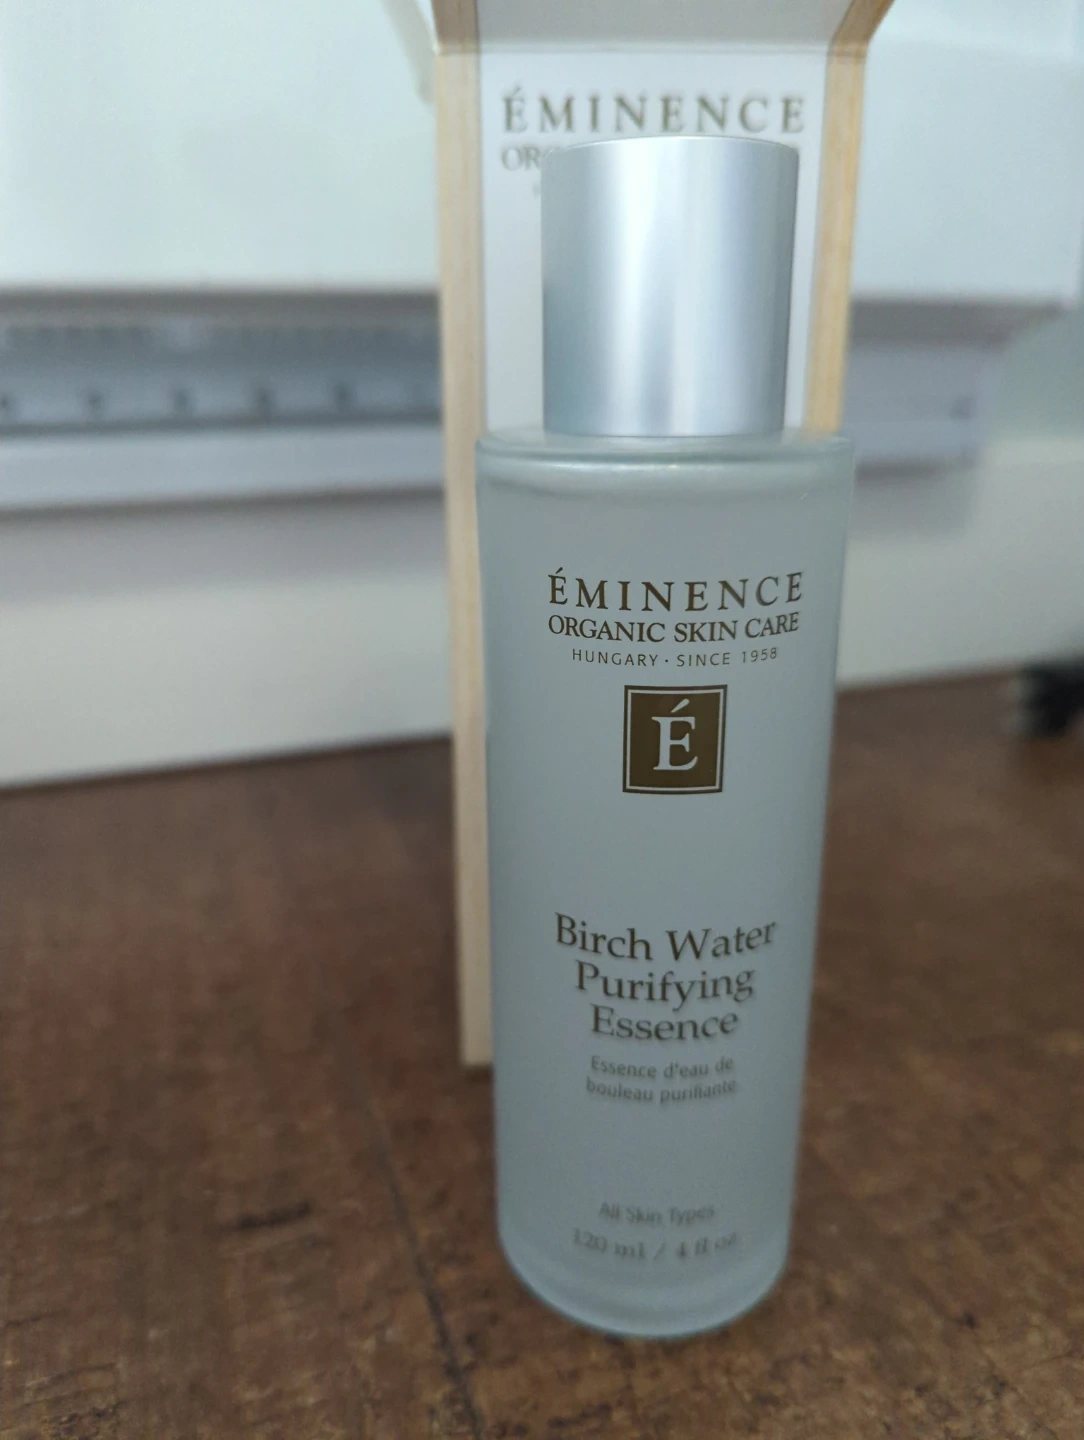 ÉMINENCE
ÉMINENCE
ORGANIC SKIN CARE
HUNGARY · SINCE 1958
É
Birch Water
Purifying
Essence
Essence d'eau de
bouleau purifiante
All Skin Types
120 ml / 4 fl oz